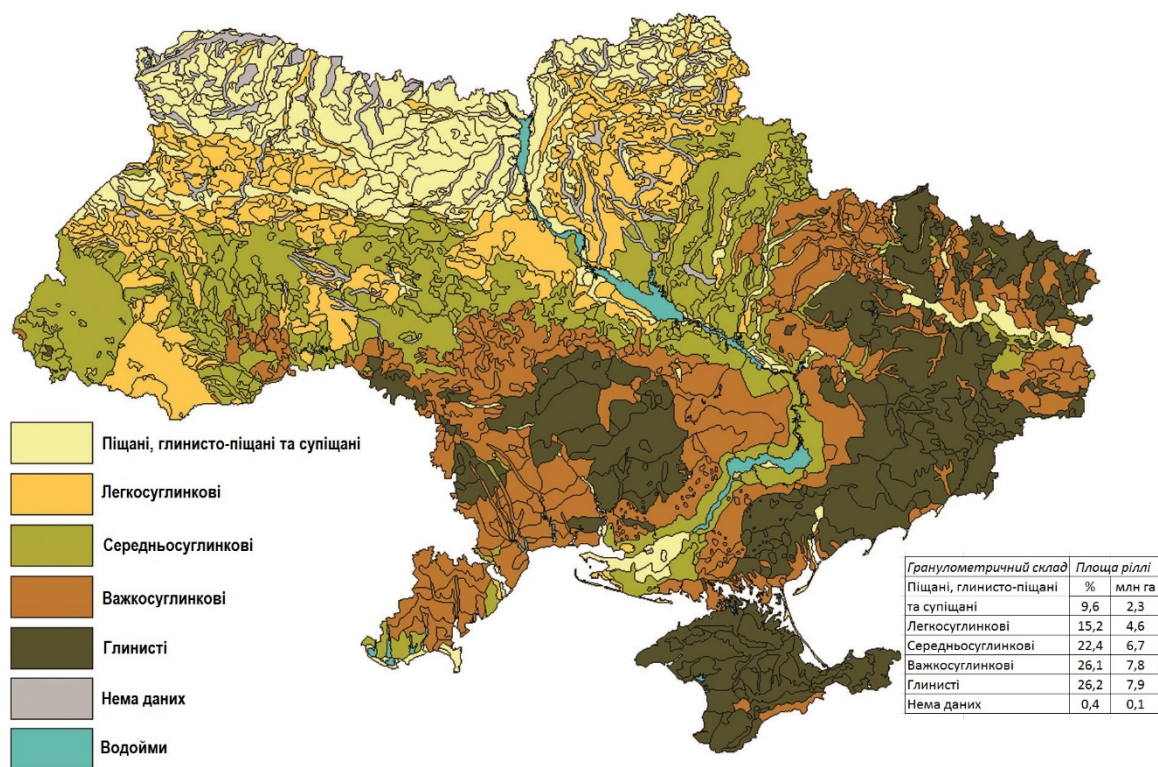 Піщані, глинисто-піщані та супіщані
Легкосуглинкові
Середньосуглинкові
Важкосуглинкові
Глинисті
Нема даних
Водойми
Гранулометричний склад Площа ріллі
Піщані, глинисто-піщані % млн га
та супіщані 9,6 2,3
Легкосуглинкові 15,2 4,6
Середньосуглинкові 22,4 6,7
Важкосуглинкові 26,1 7,8
Глинисті 26,2 7,9
Нема даних 0,4 0,1